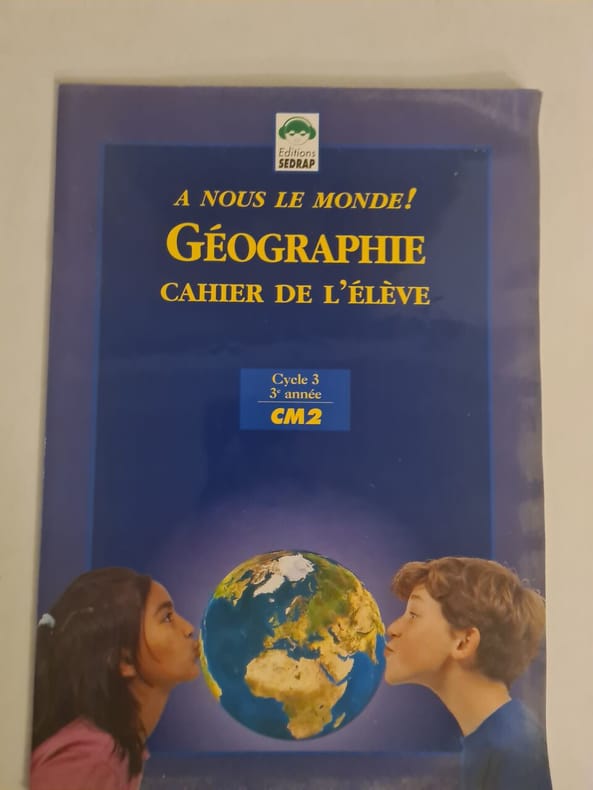 Editions
SEDRAP
A NOUS LE MONDE!
GÉOGRAPHIE
CAHIER DE L'ÉLÈVE
Cycle 3
3e année
CM2